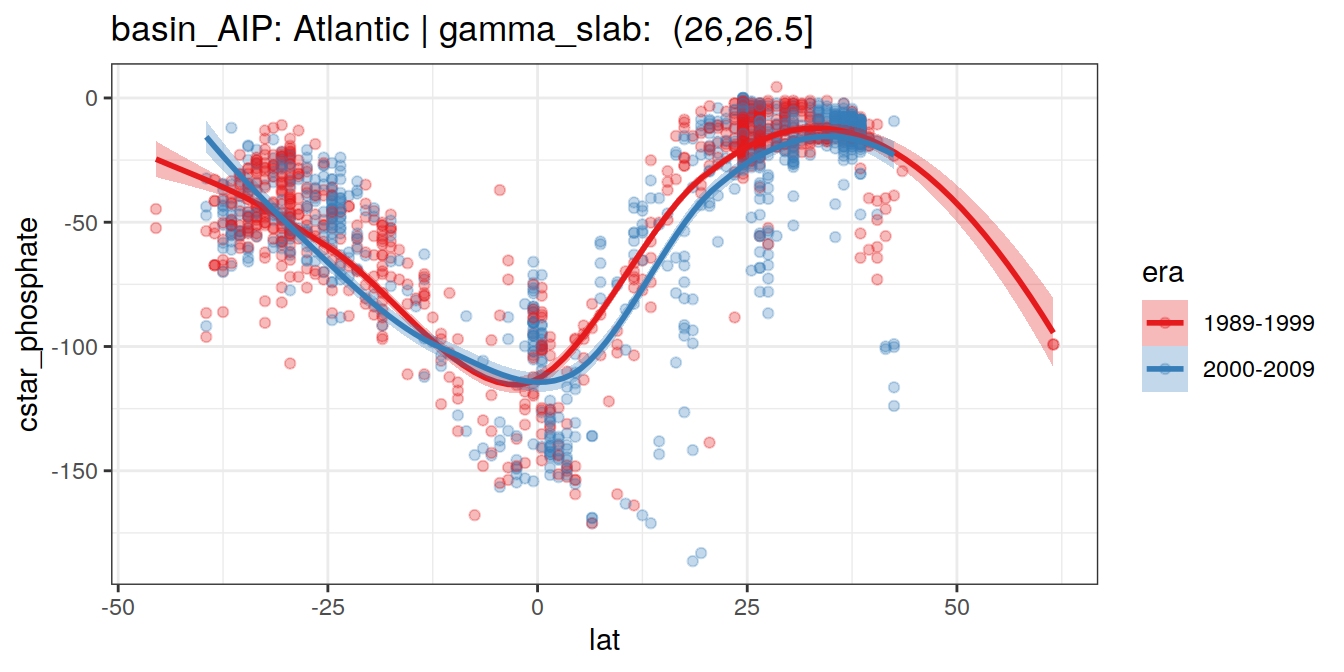 basin_AIP: Atlantic | gamma_slab:  (26,26.5]
cstar_phosphate
0
-50
-100
-150
-50
-25
0
25
50
lat
era
1989-1999
2000-2009